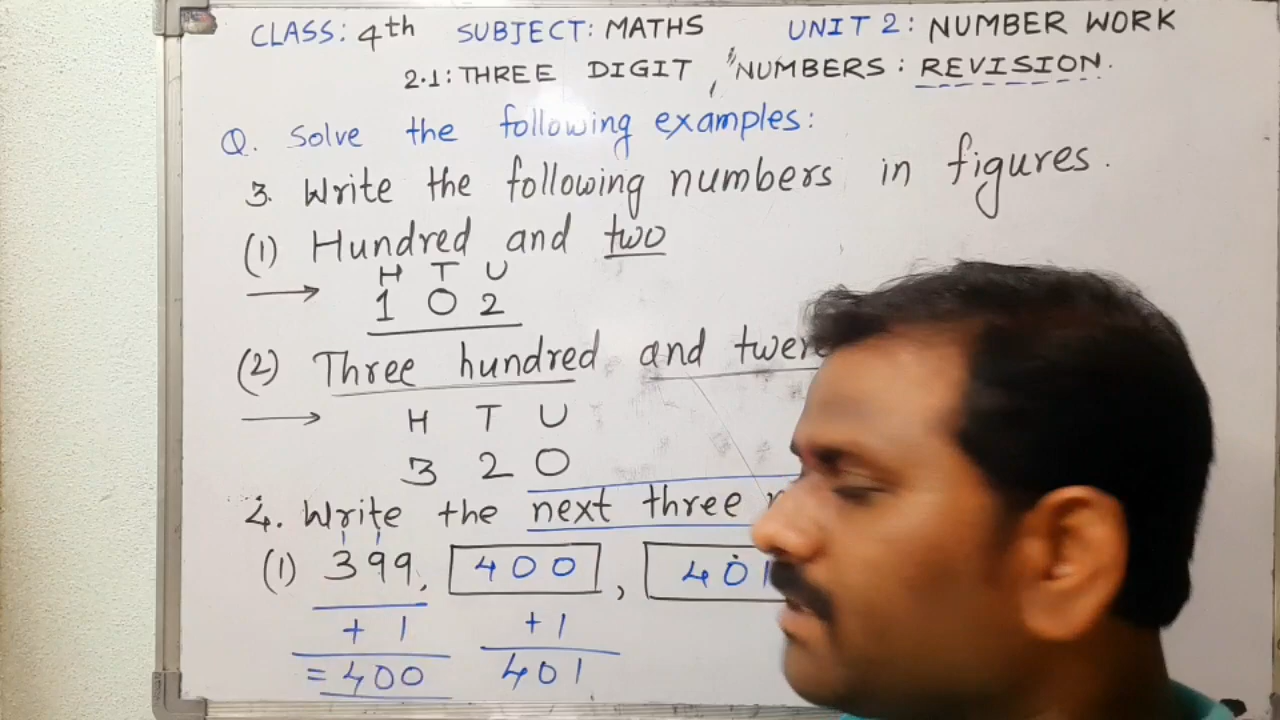 CLASS: 4th SUBJECT: MATHS UNIT 2: NUMBER WORK
2.1: THREE DIGIT NUMBERS: REVISION.
Q. Solve the following examples:
3. Write the following numbers in figures.
(1) Hundred and two
H T U
→ 1 0 2
(2) Three hundred and
→ H T U
3 2 0
4. Write the next three
(1) 399, 400, 401
+ 1 + 1
= 400 401